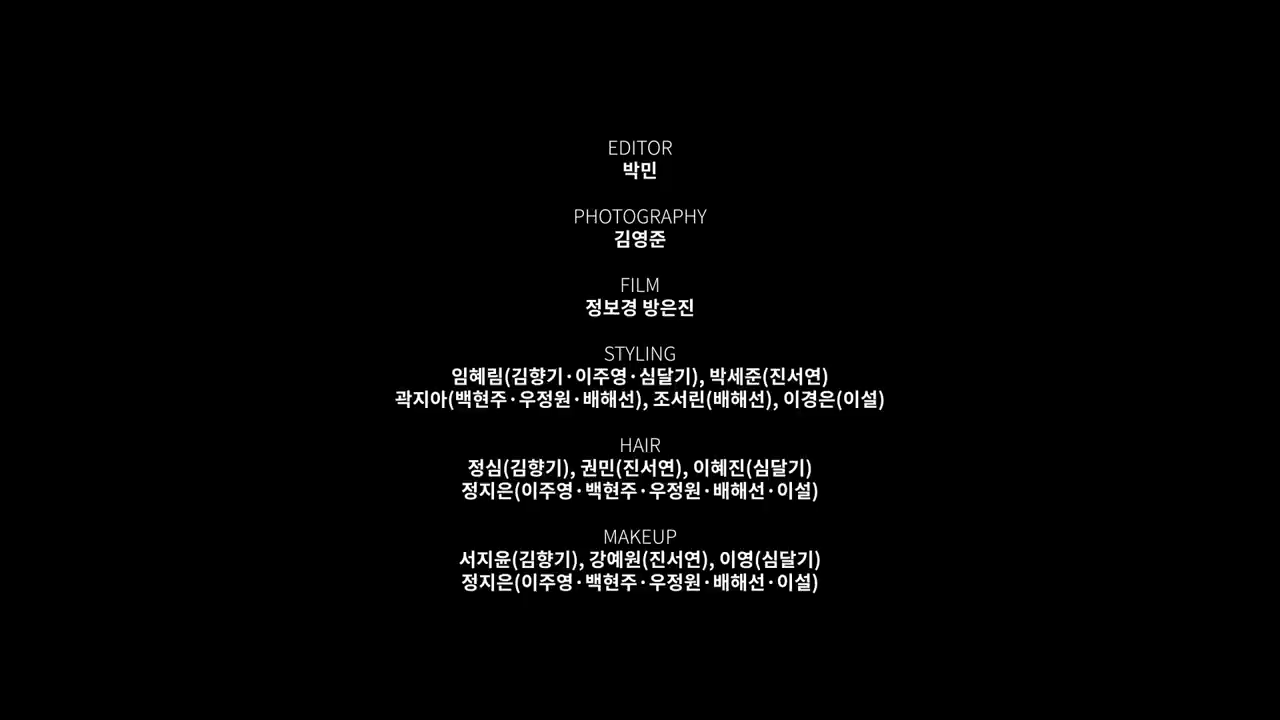 EDITOR
박민
PHOTOGRAPHY
김영준
FILM
정보경 방은진
STYLING
임혜림(김향기·이주영·심달기), 박세준(진서연)
곽지아(백현주·우정원·배해선), 조서린(배해선), 이경은(이설)
HAIR
정심(김향기), 권민(진서연), 이혜진(심달기)
정지은(이주영·백현주·우정원·배해선·이설)
MAKEUP
서지윤(김향기), 강예원(진서연), 이영(심달기)
정지은(이주영·백현주·우정원·배해선·이설)